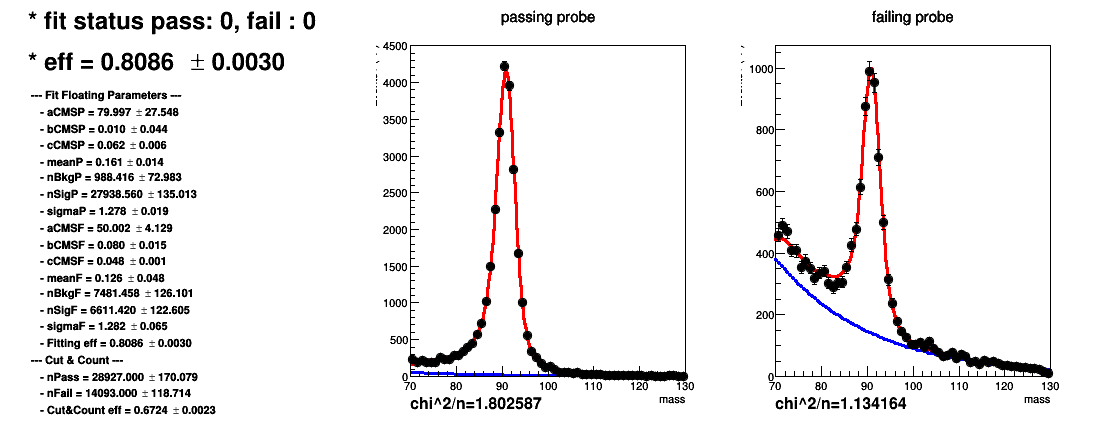 * fit status pass: 0, fail : 0
* eff = 0.8086 ± 0.0030
--- Fit Floating Parameters ---
- aCMSP = 79.997 ± 27.548
- bCMSP = 0.010 ± 0.044
- cCMSP = 0.062 ± 0.006
- meanP = 0.161 ± 0.014
- nBkgP = 988.416 ± 72.983
- nSigP = 27938.560 ± 135.013
- sigmaP = 1.278 ± 0.019
- aCMSF = 50.002 ± 4.129
- bCMSF = 0.080 ± 0.015
- cCMSF = 0.048 ± 0.001
- meanF = 0.126 ± 0.048
- nBkgF = 7481.458 ± 126.101
- nSigF = 6611.420 ± 122.605
- sigmaF = 1.282 ± 0.065
- Fitting eff = 0.8086 ± 0.0030
--- Cut & Count ---
- nPass = 28927.000 ± 170.079
- nFail = 14093.000 ± 118.714
- Cut&Count eff = 0.6724 ± 0.0023
passing probe
4500
4000
3500
3000
2500
2000
1500
1000
500
0
70 80 90 100 110 120 130
mass
chi^2/n=1.802587
failing probe
1000
800
600
400
200
0
70 80 90 100 110 120 130
mass
chi^2/n=1.134164